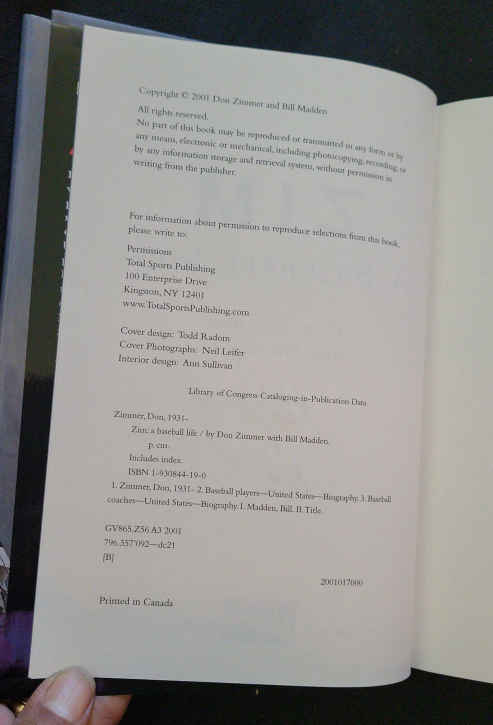 Copyright © 2001 Don Zimmer and Bill Madden
All rights reserved.
No part of this book may be reproduced or transmitted in any form or by
any means, electronic or mechanical, including photocopying, recording, or
by any information storage and retrieval system, without permission in
writing from the publisher.
For information about permission to reproduce selections from this book,
please write to:
Permissions
Total Sports Publishing
100 Enterprise Drive
Kingston, NY 12401
www.TotalSportsPublishing.com
Cover design: Todd Radom
Cover Photographs: Neil Leifer
Interior design: Ann Sullivan
Library of Congress Cataloging-in-Publication Data
Zimmer, Don, 1931-
Zim: a baseball life / by Don Zimmer with Bill Madden.
p. cm.
Includes index.
ISBN 1-930844-19-0
1. Zimmer, Don, 1931- 2. Baseball players—United States—Biography. 3. Baseball
coaches—United States—Biography. I. Madden, Bill. II. Title.
GV865.Z56 A3 2001
796.357'092—dc21
[B]
2001017000
Printed in Canada